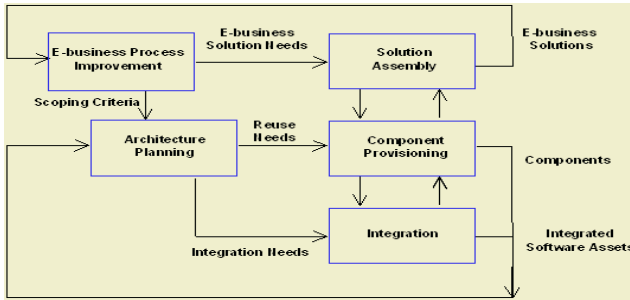 E-business Process
Improvement
E-business
Solution Needs
Solution
Assembly
E-business
Solutions
Scoping Criteria
Architecture
Planning
Reuse
Needs
Component
Provisioning
Components
Integration Needs
Integration
Integrated
Software Assets